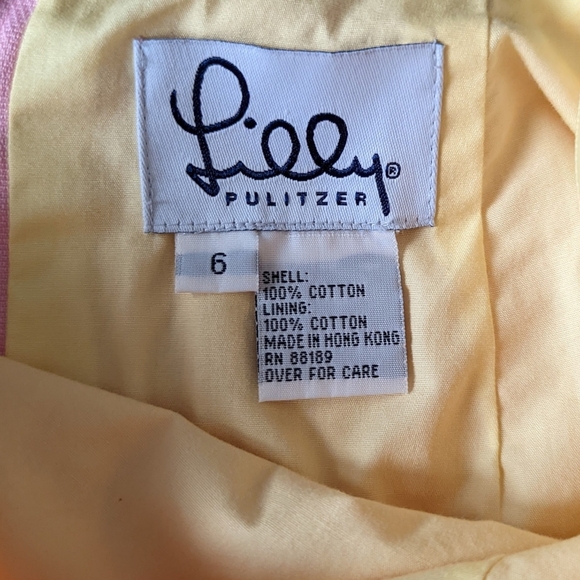 Lilly®
PULITZER
6
SHELL:
100% COTTON
LINING:
100% COTTON
MADE IN HONG KONG
RN 88189
OVER FOR CARE